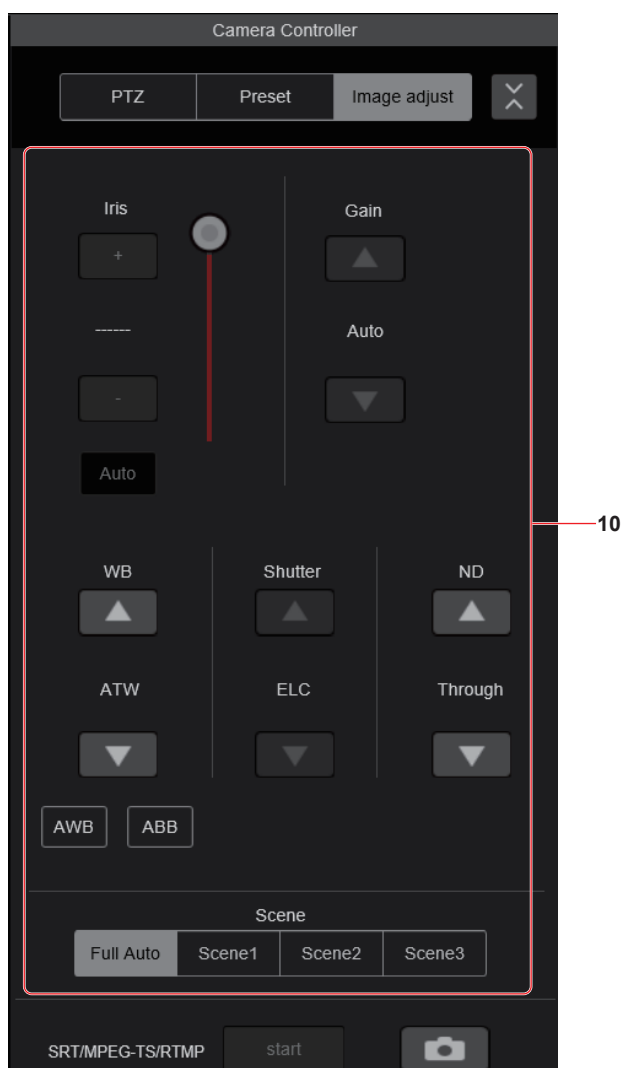 Camera Controller
PTZ Preset Image adjust
Iris Gain
+
------ Auto
-
Auto
10
WB Shutter ND
ATW ELC Through
AWB ABB
Scene
Full Auto Scene1 Scene2 Scene3
SRT/MPEG-TS/RTMP start